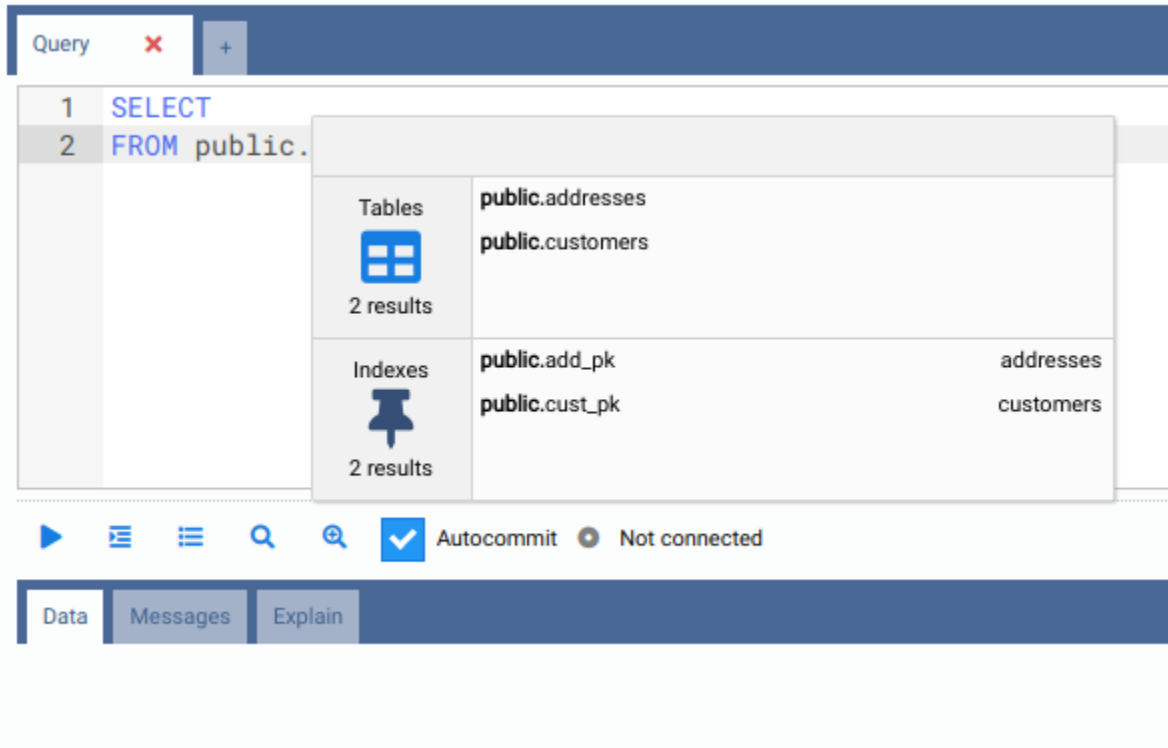 Query
+
1 SELECT
2 FROM public.
Tables
2 results
public.addresses
public.customers
Indexes
2 results
public.add_pk addresses
public.cust_pk customers
Autocommit Not connected
Data Messages Explain